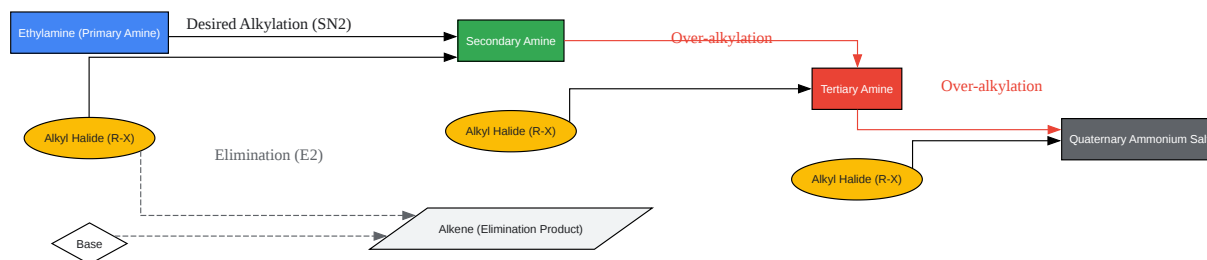 Ethylamine (Primary Amine)
Desired Alkylation (SN2)
Secondary Amine
Over-alkylation
Tertiary Amine
Over-alkylation
Alkyl Halide (R-X)
Alkyl Halide (R-X)
Quaternary Ammonium Sal
Elimination (E2)
Alkyl Halide (R-X)
Alkene (Elimination Product)
Base